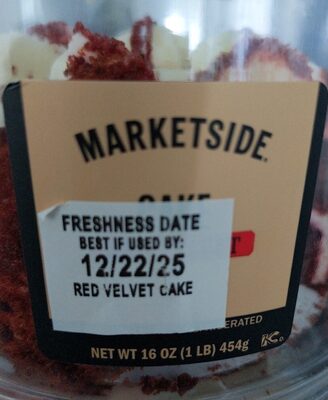 MARKETSIDE.
CAKE
FRESHNESS DATE
BEST IF USED BY:
12/22/25
RED VELVET CAKE
NET WT 16 OZ (1 LB) 454g